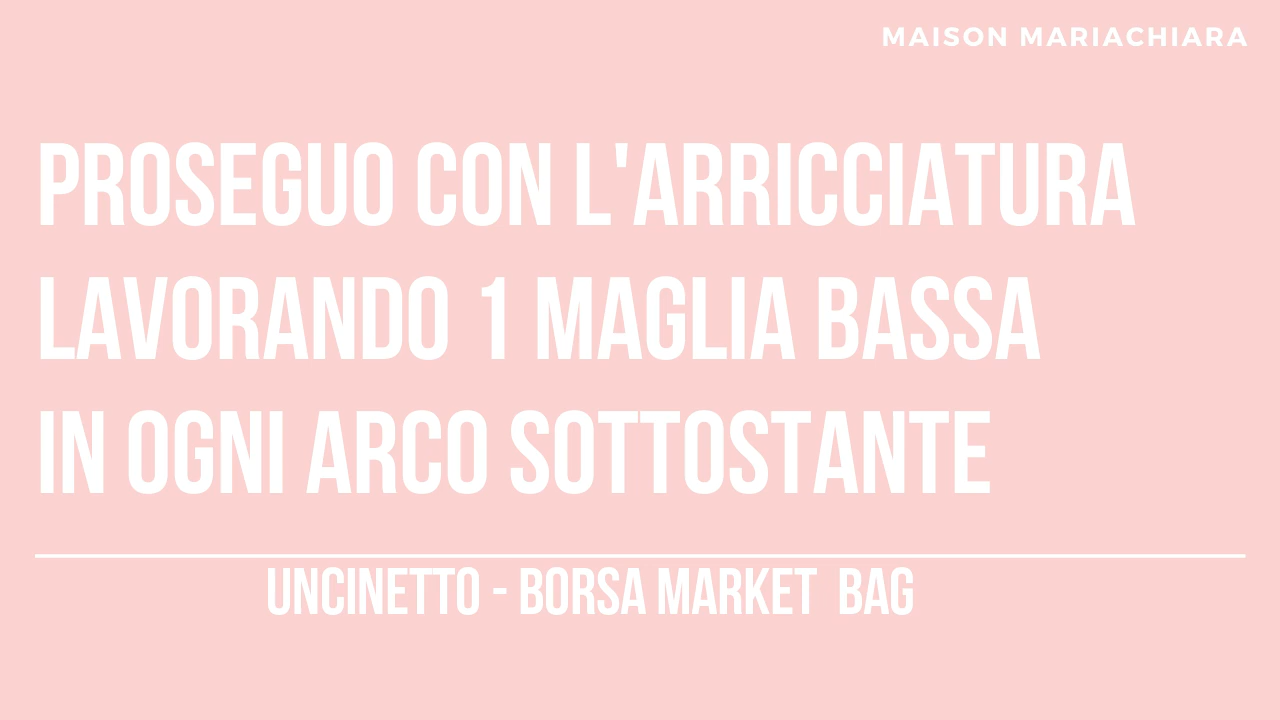 MAISON MARIACHIARA
PROSEGUO CON L'ARRICCIATURA
LAVORANDO 1 MAGLIA BASSA
IN OGNI ARCO SOTTOSTANTE
UNCINETTO - BORSA MARKET BAG